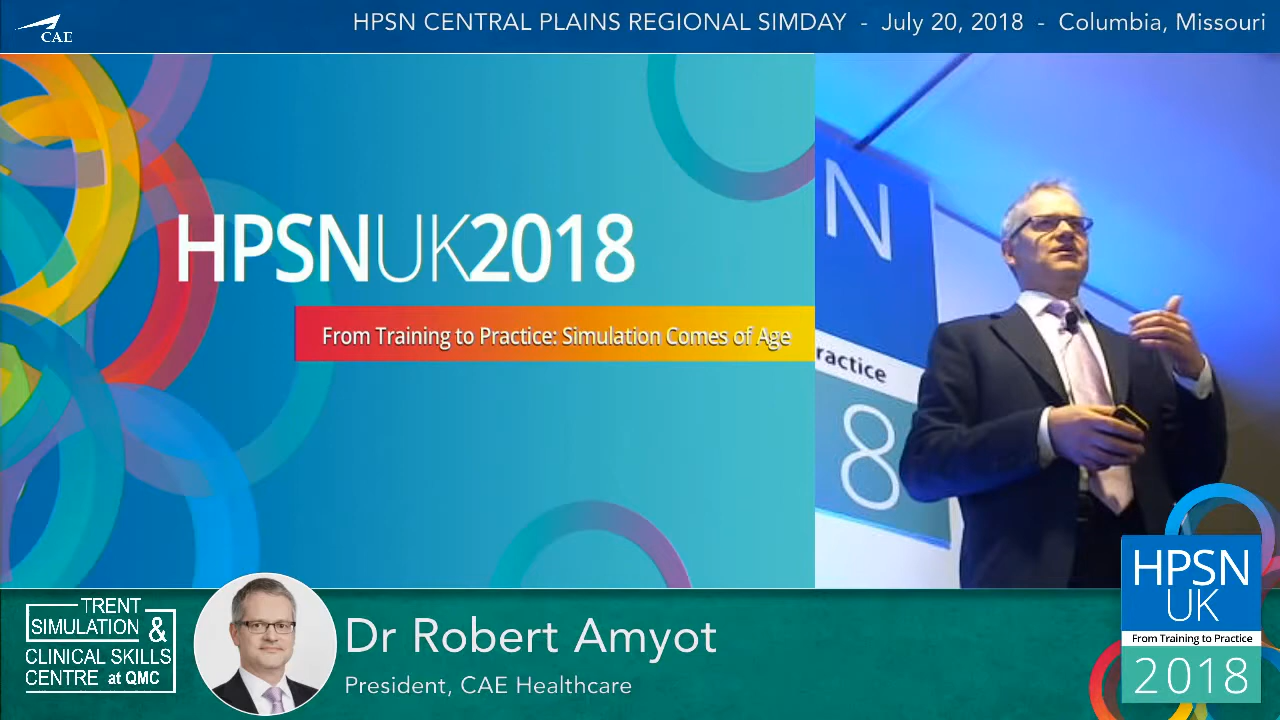 CAE
HPSN CENTRAL PLAINS REGIONAL SIMDAY - July 20, 2018 - Columbia, Missouri
HPSNUK2018
From Training to Practice: Simulation Comes of Age
N
ractice
8
TRENT
SIMULATION &
CLINICAL SKILLS
CENTRE at QMC
Dr Robert Amyot
President, CAE Healthcare
HPSN
UK
From Training to Practice
2018